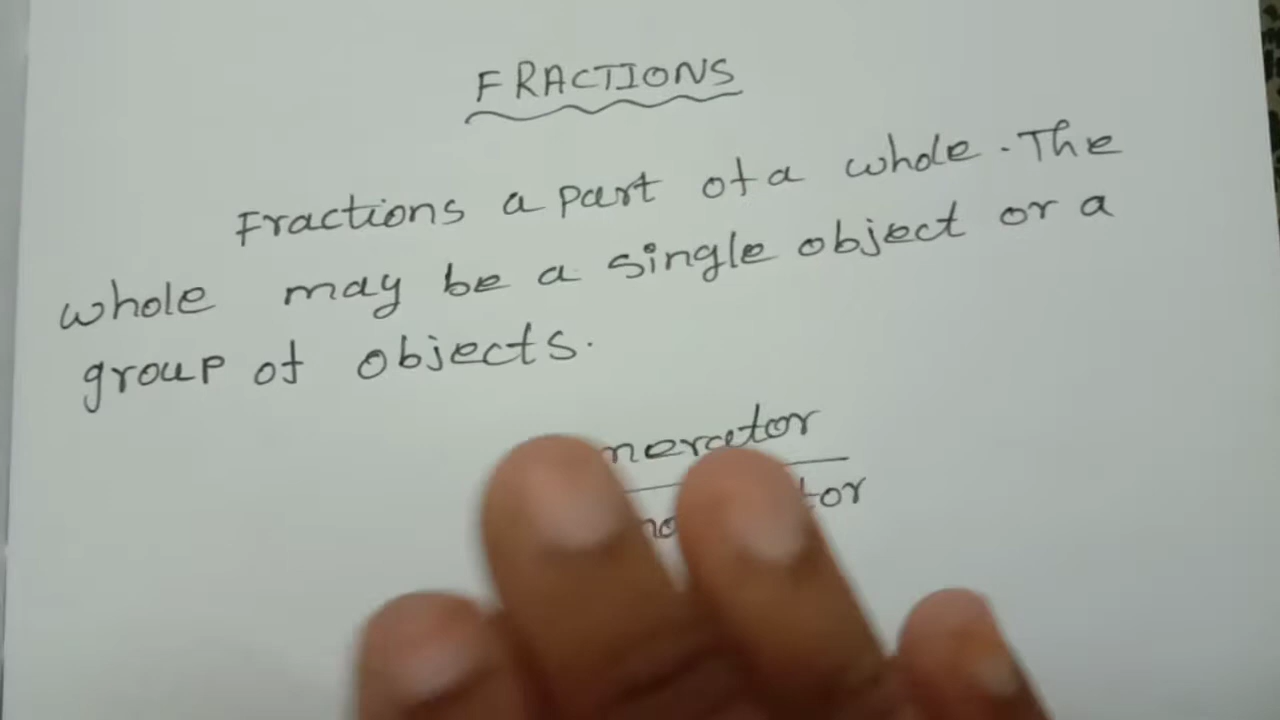 FRACTIONS
Fractions a part of a whole. The
whole may be a single object or a
group of objects.